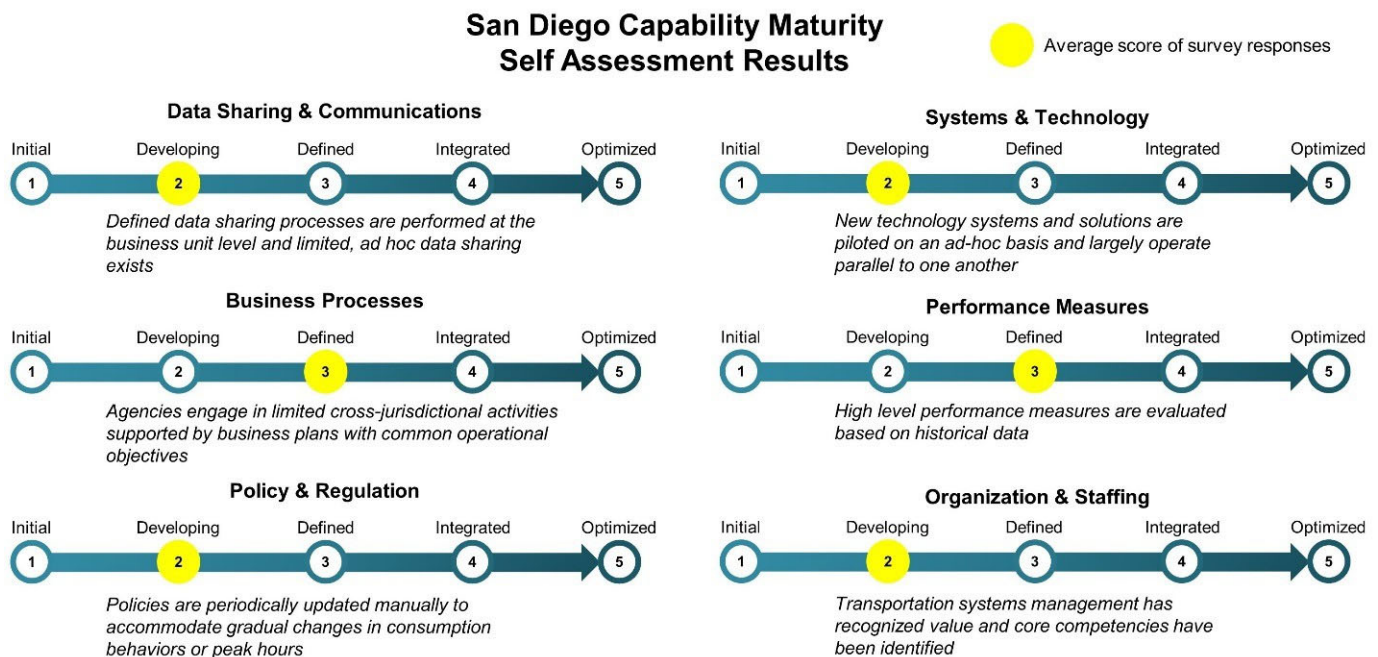 San Diego Capability Maturity
Self Assessment Results
Average score of survey responses
Data Sharing & Communications
Initial Developing Defined Integrated Optimized
1 2 3 4 5
Defined data sharing processes are performed at the
business unit level and limited, ad hoc data sharing
exists
Systems & Technology
Initial Developing Defined Integrated Optimized
1 2 3 4 5
New technology systems and solutions are
piloted on an ad-hoc basis and largely operate
parallel to one another
Business Processes
Initial Developing Defined Integrated Optimized
1 2 3 4 5
Agencies engage in limited cross-jurisdictional activities
supported by business plans with common operational
objectives
Performance Measures
Initial Developing Defined Integrated Optimized
1 2 3 4 5
High level performance measures are evaluated
based on historical data
Policy & Regulation
Initial Developing Defined Integrated Optimized
1 2 3 4 5
Policies are periodically updated manually to
accommodate gradual changes in consumption
behaviors or peak hours
Organization & Staffing
Initial Developing Defined Integrated Optimized
1 2 3 4 5
Transportation systems management has
recognized value and core competencies have
been identified